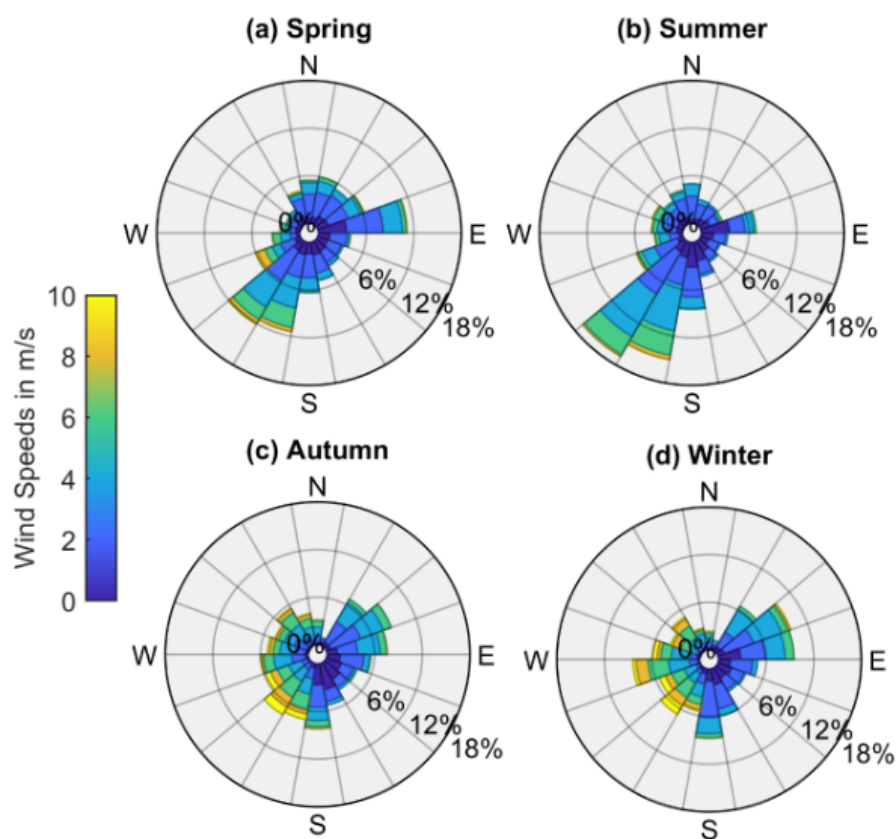 (a) Spring
N
W
E
S
0%
6%
12%
18%
(b) Summer
N
W
E
S
0%
6%
12%
18%
Wind Speeds in m/s
10
8
6
4
2
0
(c) Autumn
N
W
E
S
0%
6%
12%
18%
(d) Winter
N
W
E
S
0%
6%
12%
18%